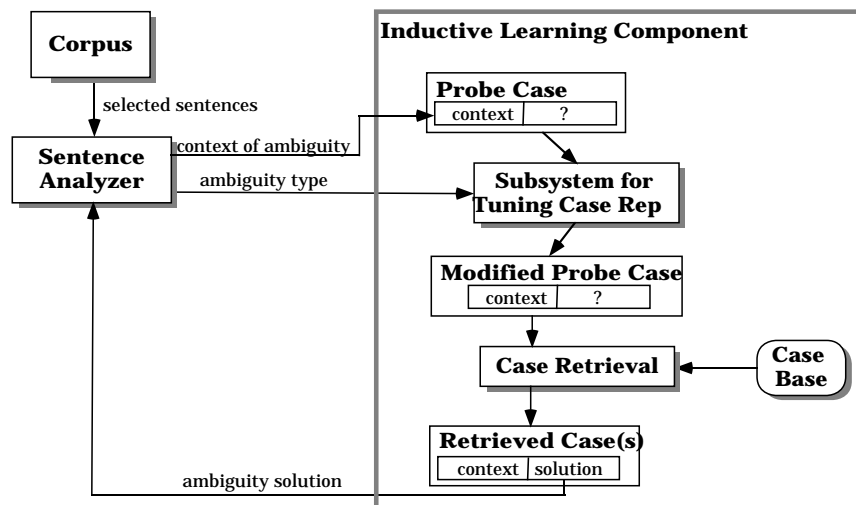 Corpus
Inductive Learning Component
selected sentences
Probe Case
context ?
context of ambiguity
Sentence
Analyzer
ambiguity type
Subsystem for
Tuning Case Rep
Modified Probe Case
context ?
Case Retrieval
Case
Base
Retrieved Case(s)
context solution
ambiguity solution